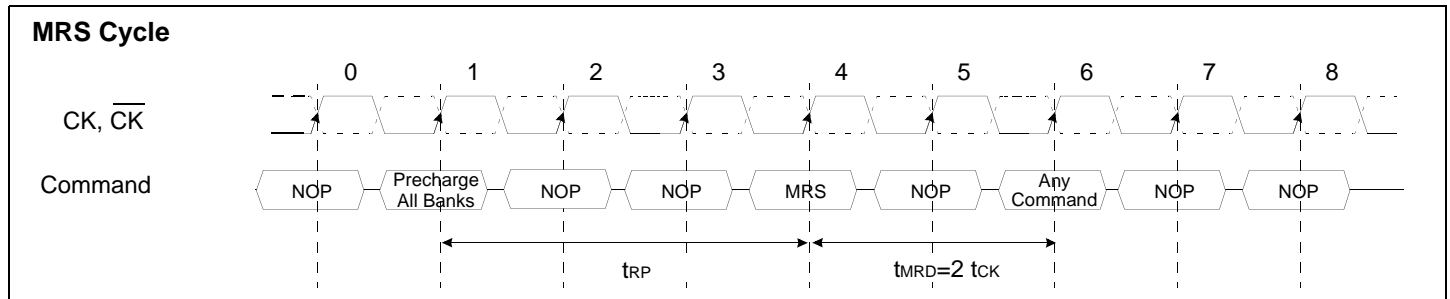 MRS Cycle
0 1 2 3 4 5 6 7 8
CK, C̅K̅
Command
NOP Precharge All Banks NOP NOP MRS NOP Any Command NOP NOP
tRP tMRD=2 tCK